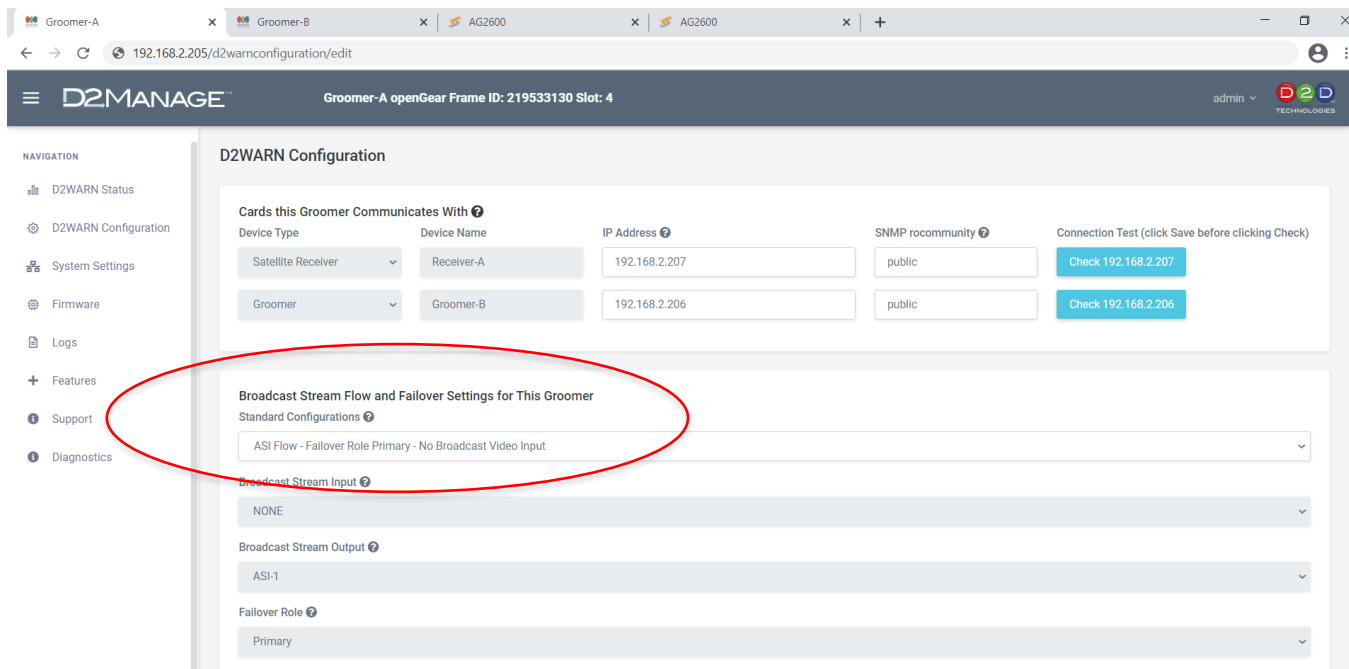 Groomer-A
Groomer-B
AG2600
AG2600
192.168.2.205/d2warnconfiguration/edit
D2MANAGE™
Groomer-A openGear Frame ID: 219533130 Slot: 4
admin
D2D
TECHNOLOGIES
NAVIGATION
D2WARN Status
D2WARN Configuration
System Settings
Firmware
Logs
Features
Support
Diagnostics
D2WARN Configuration
Cards this Groomer Communicates With
Device Type Device Name IP Address SNMP rocommunity Connection Test (click Save before clicking Check)
Satellite Receiver Receiver-A 192.168.2.207 public Check 192.168.2.207
Groomer Groomer-B 192.168.2.206 public Check 192.168.2.206
Broadcast Stream Flow and Failover Settings for This Groomer
Standard Configurations
ASI Flow - Failover Role Primary - No Broadcast Video Input
Broadcast Stream Input
NONE
Broadcast Stream Output
ASI-1
Failover Role
Primary